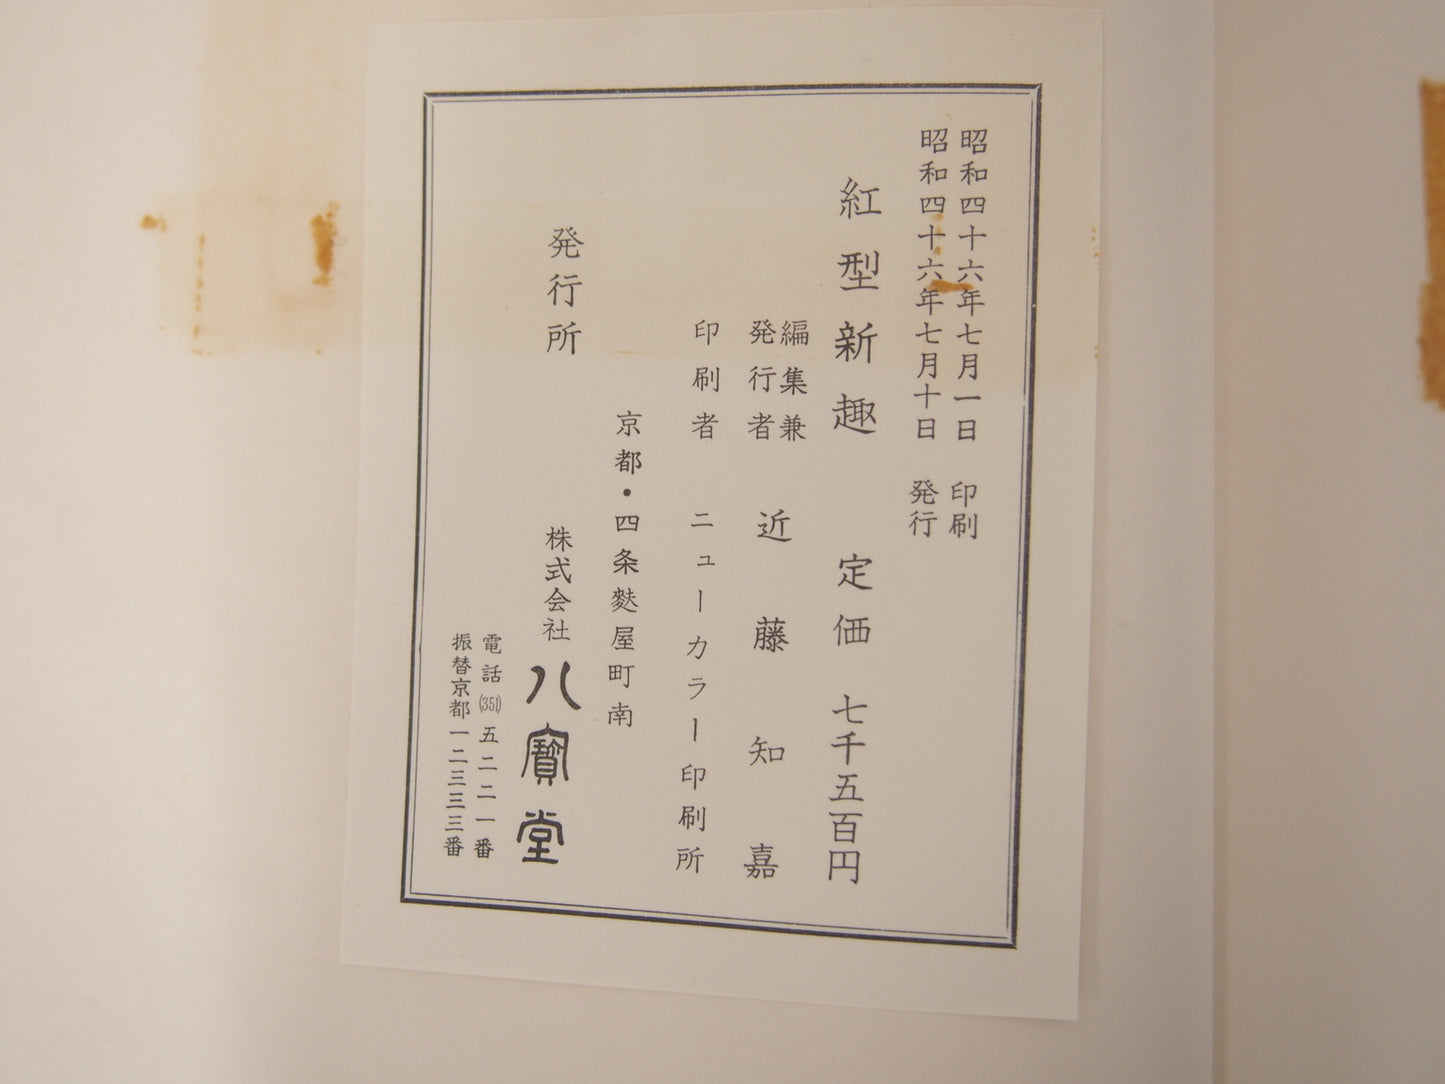 昭和四十六年七月一日 印刷
昭和四十六年七月十日 発行
紅型新趣 定価 七千五百円
編集兼
発行者 近藤知嘉
印刷者 ニューカラー印刷所
京都・四条麩屋町南
発行所 株式会社 八寳堂
電話(351)五二二一番
振替京都一二三三三番